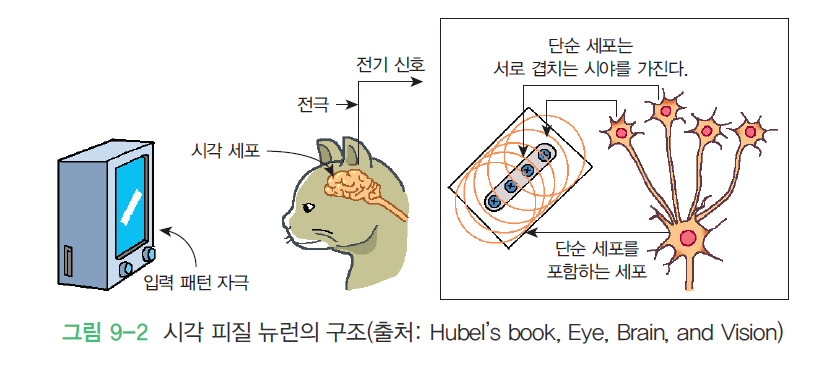 단순 세포는
서로 겹치는 시야를 가진다.
전기 신호
전극
시각 세포
입력 패턴 자극
단순 세포를
포함하는 세포
그림 9-2 시각 피질 뉴런의 구조(출처: Hubel's book, Eye, Brain, and Vision)